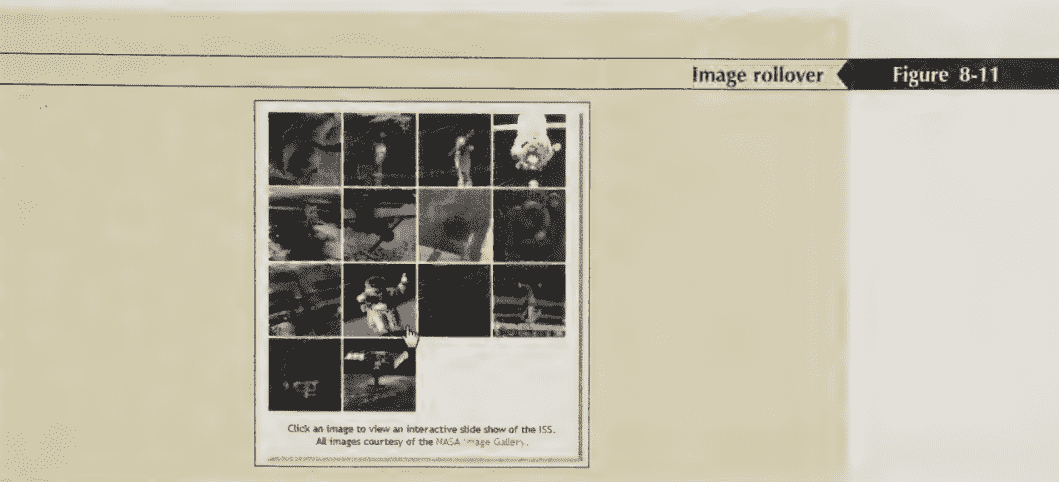 Image rollover
Figure 8-11
Click an image to view an interactive slide show of the ISS.
All images courtesy of the NASA Image Gallery.